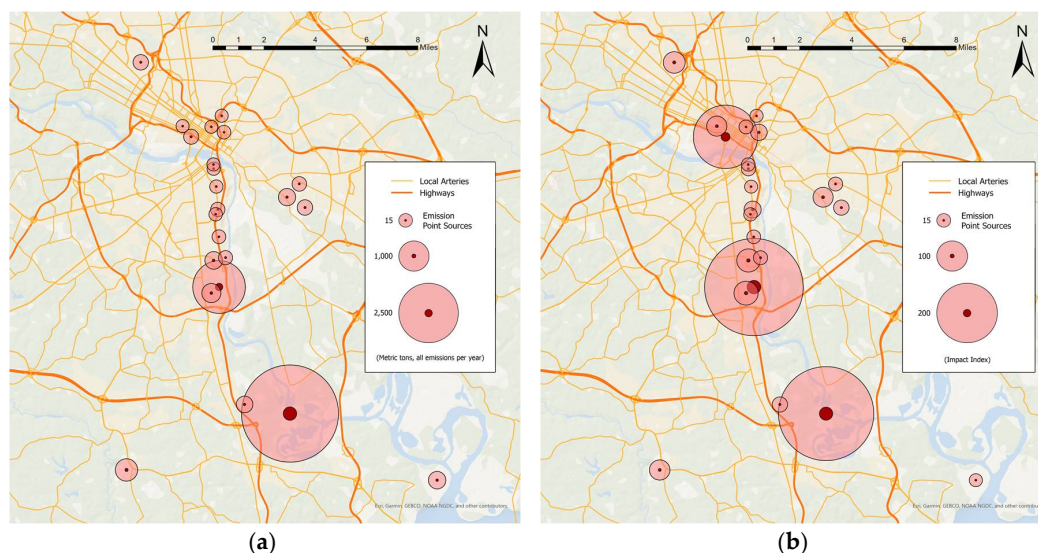 0 1 2 4 6 8
Miles
N
Local Arteries
Highways
15 Emission
Point Sources
1,000
2,500
(Metric tons, all emissions per year)
Esri, Garmin, GEBCO, NOAA NGDC, and other contributors
(a)
0 1 2 4 6 8
Miles
N
Local Arteries
Highways
15 Emission
Point Sources
100
200
(Impact Index)
Esri, Garmin, GEBCO, NOAA NGDC, and other contribut
(b)